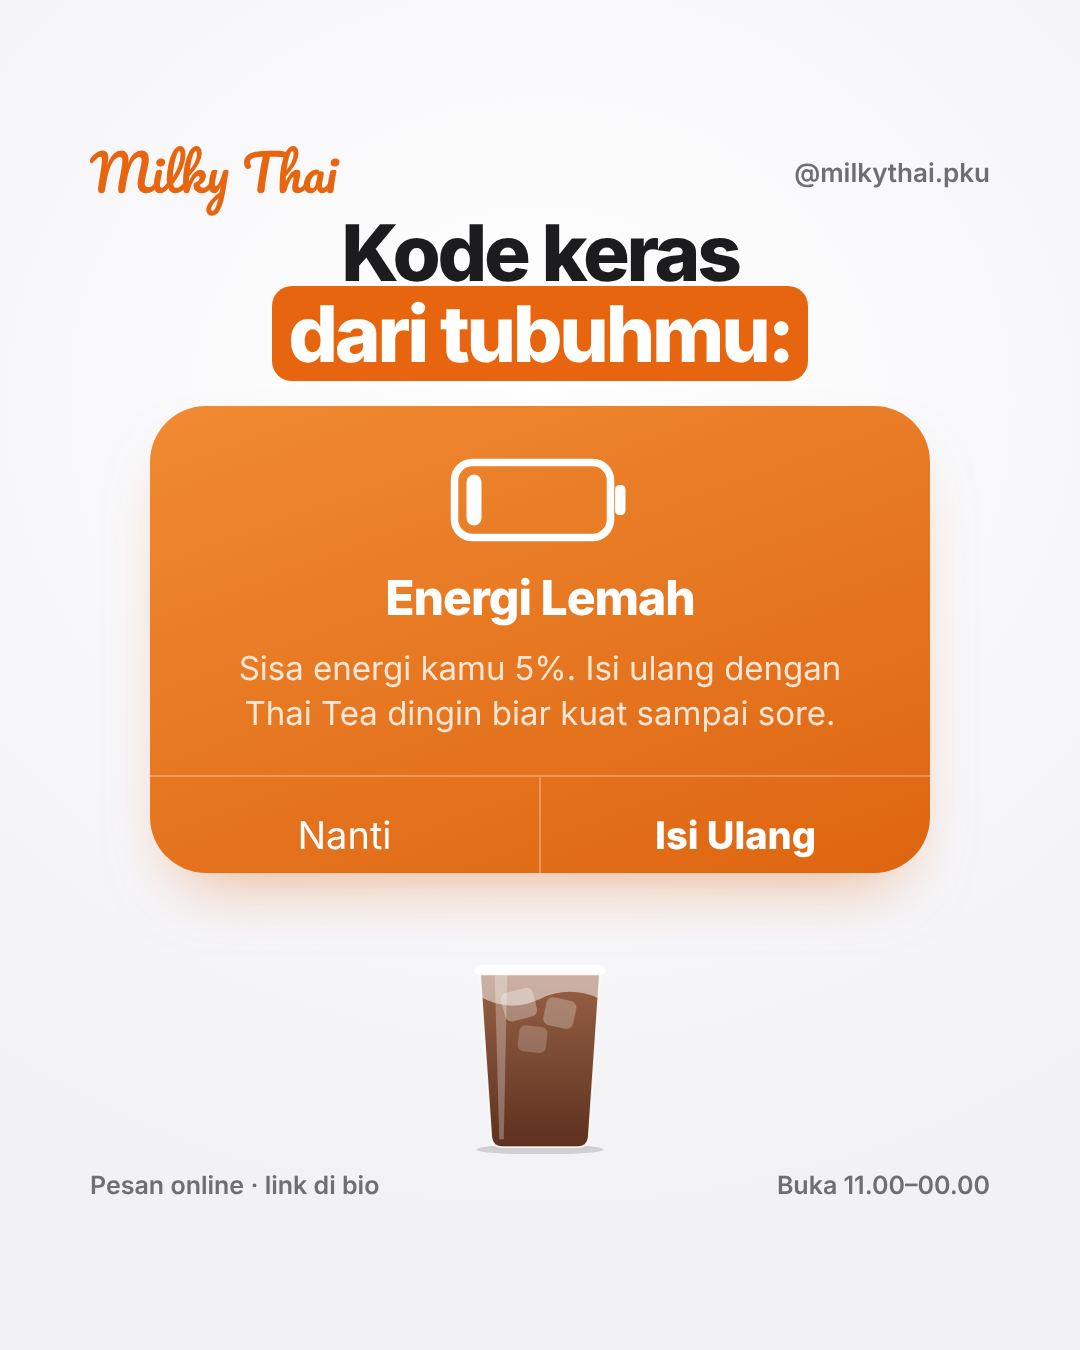 Milky Thai
@milkythai.pku
Kode keras
dari tubuhmu:
Energi Lemah
Sisa energi kamu 5%. Isi ulang dengan
Thai Tea dingin biar kuat sampai sore.
Nanti
Isi Ulang
Pesan online · link di bio
Buka 11.00–00.00